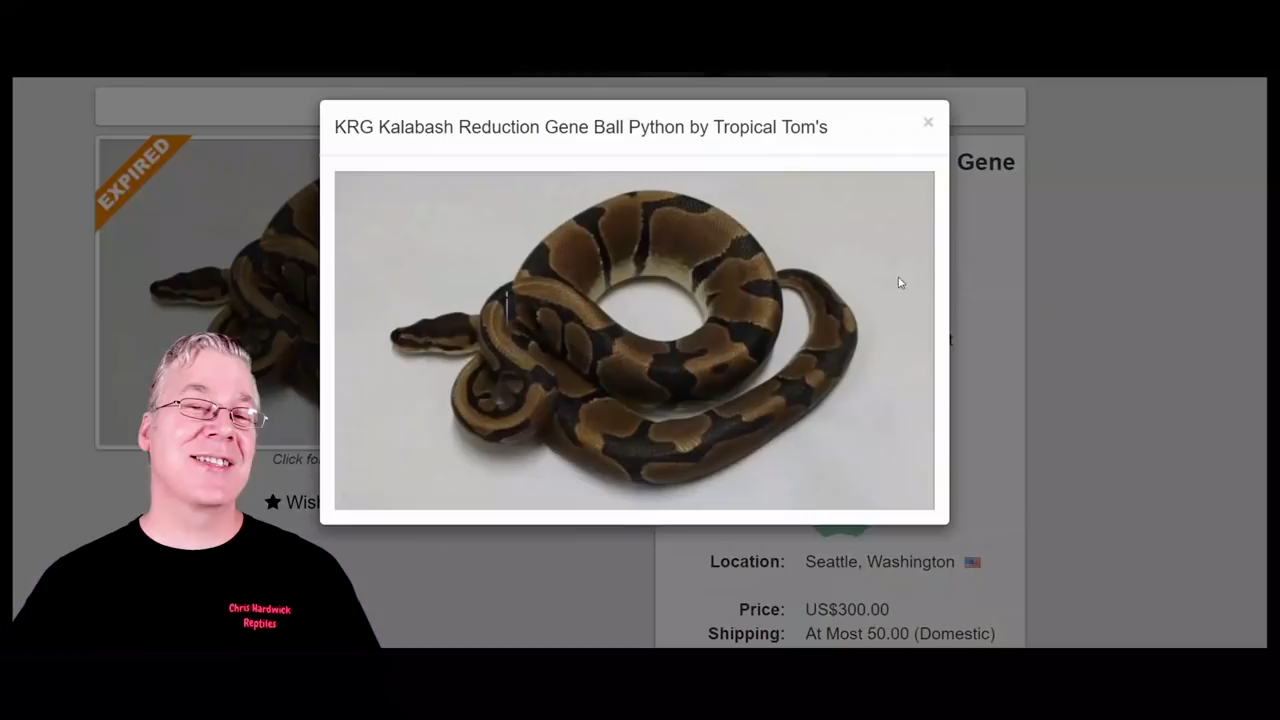 KRG Kalabash Reduction Gene Ball Python by Tropical Tom's
×
EXPIRED
Gene
Click fo
★ Wish
Location: Seattle, Washington
Price: US$300.00
Shipping: At Most 50.00 (Domestic)
Chris Hardwick
Reptiles